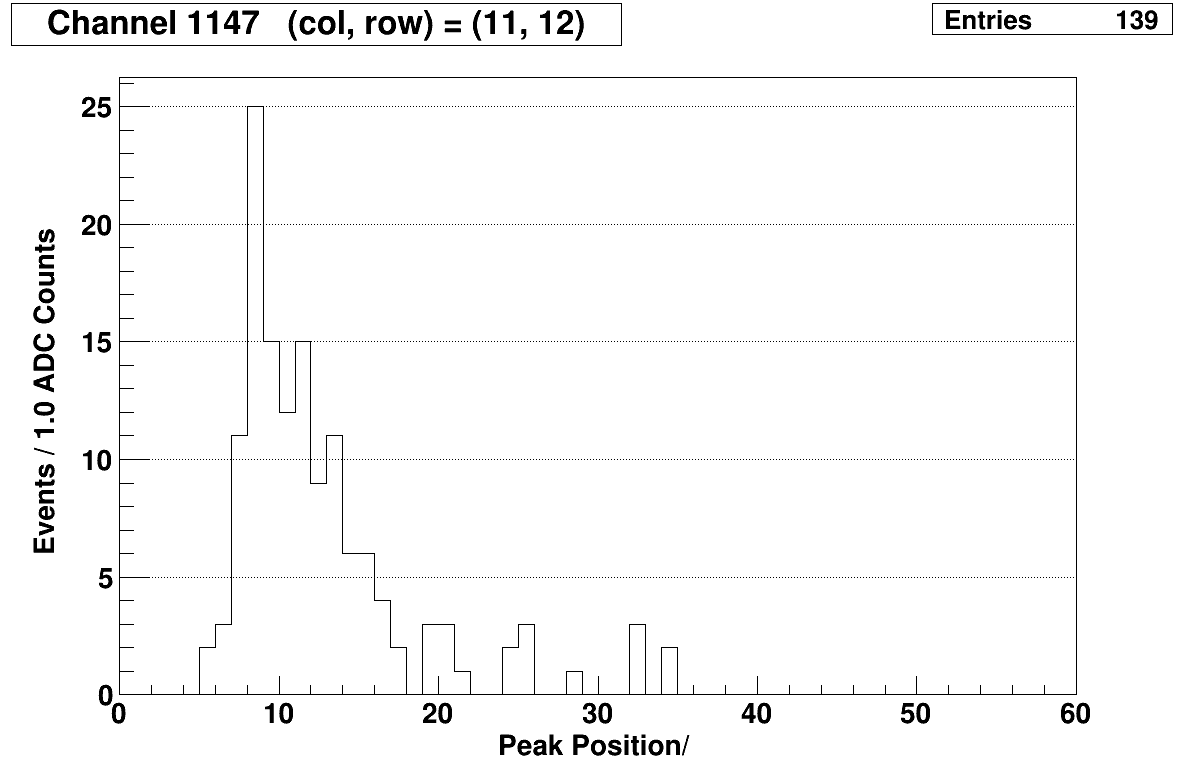 Channel 1147 (col, row) = (11, 12)
Entries 139
Events / 1.0 ADC Counts
25
20
15
10
5
0
0 10 20 30 40 50 60
Peak Position/